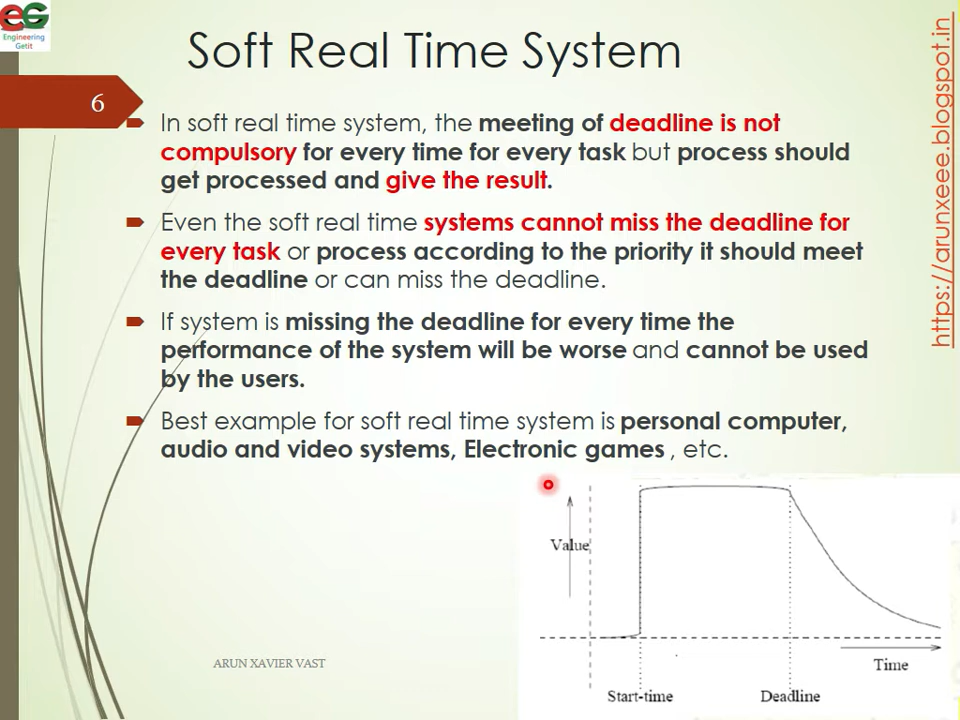 EG
Engineering
Getit
Soft Real Time System
6
In soft real time system, the meeting of deadline is not
compulsory for every time for every task but process should
get processed and give the result.
Even the soft real time systems cannot miss the deadline for
every task or process according to the priority it should meet
the deadline or can miss the deadline.
If system is missing the deadline for every time the
performance of the system will be worse and cannot be used
by the users.
Best example for soft real time system is personal computer,
audio and video systems, Electronic games , etc.
https://arunxeee.blogspot.in
Value
Time
Start-time
Deadline
ARUN XAVIER VAST